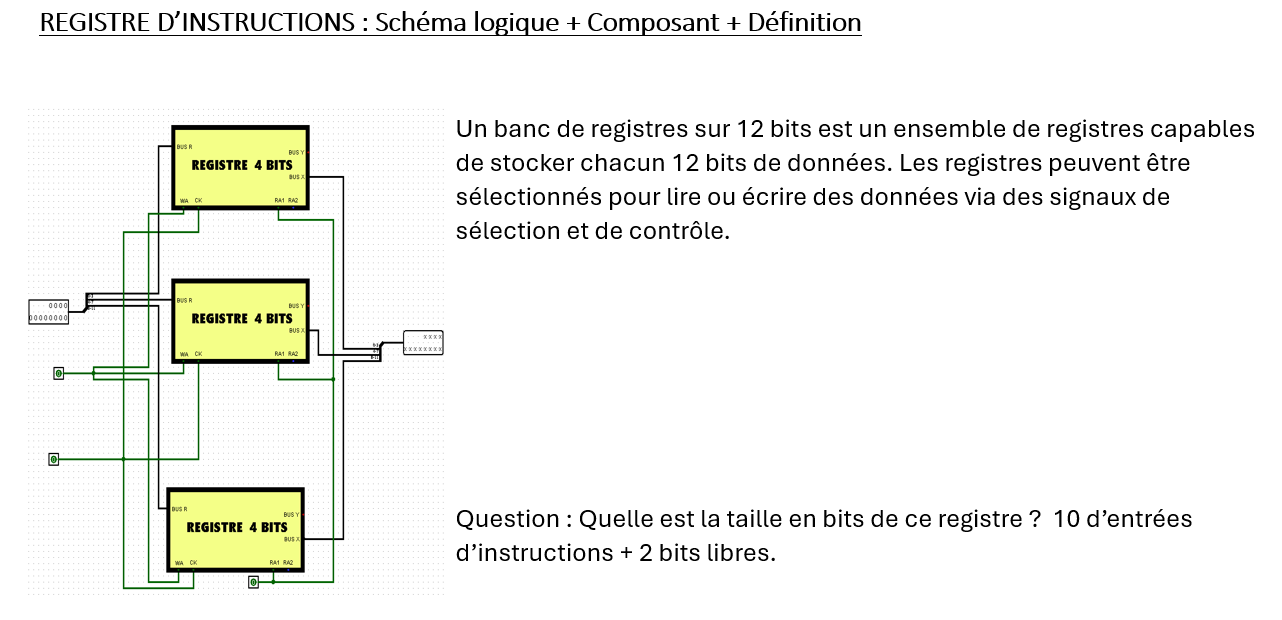 REGISTRE D’INSTRUCTIONS : Schéma logique + Composant + Définition
Un banc de registres sur 12 bits est un ensemble de registres capables
de stocker chacun 12 bits de données. Les registres peuvent être
sélectionnés pour lire ou écrire des données via des signaux de
sélection et de contrôle.
BUS R
BUS Y
REGISTRE 4 BITS
BUS X
WA CK RA1 RA2
BUS R
BUS Y
REGISTRE 4 BITS
BUS X
WA CK RA1 RA2
0000
00000000
xxxx
xxxxxxxx
0
0
BUS R
BUS Y
REGISTRE 4 BITS
BUS X
WA CK RA1 RA2
0
Question : Quelle est la taille en bits de ce registre ?  10 d’entrées
d’instructions + 2 bits libres.